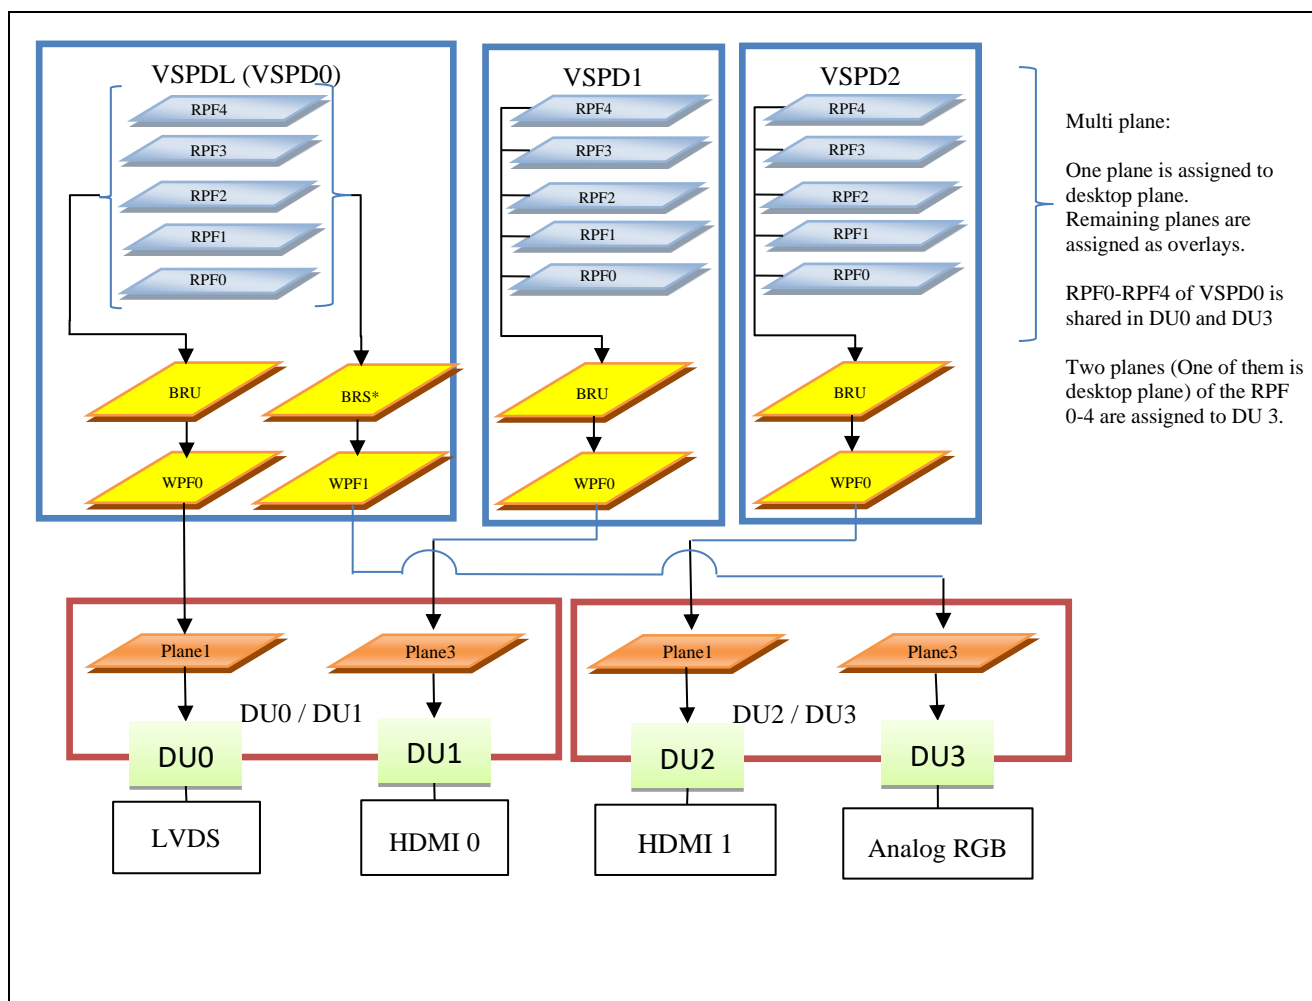 VSPDL (VSPD0)
RPF4
RPF3
RPF2
RPF1
RPF0
BRU
BRS*
WPF0
WPF1
VSPD1
RPF4
RPF3
RPF2
RPF1
RPF0
BRU
WPF0
VSPD2
RPF4
RPF3
RPF2
RPF1
RPF0
BRU
WPF0
Multi plane:
One plane is assigned to
desktop plane.
Remaining planes are
assigned as overlays.
RPF0-RPF4 of VSPD0 is
shared in DU0 and DU3
Two planes (One of them is
desktop plane) of the RPF
0-4 are assigned to DU 3.
Plane1
Plane3
DU0 / DU1
DU0
DU1
Plane1
Plane3
DU2 / DU3
DU2
DU3
LVDS
HDMI 0
HDMI 1
Analog RGB